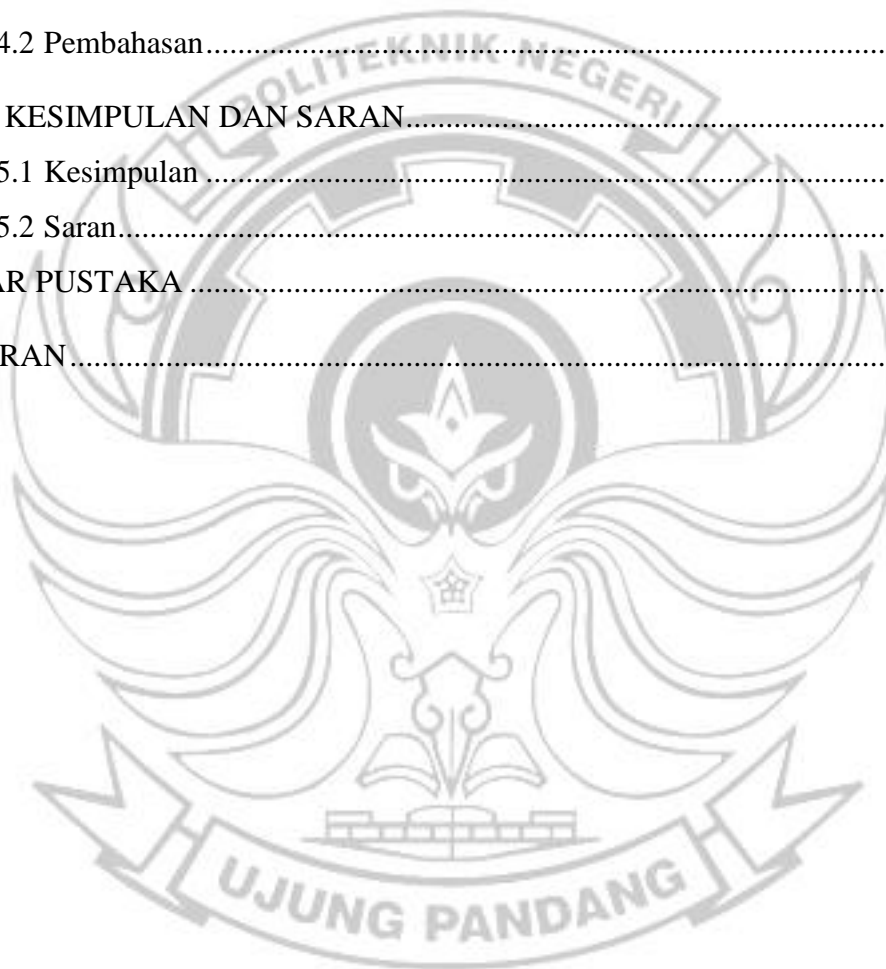 4.2 Pembahasan........................................................................................
POLITEKNIK NEGERI
KESIMPULAN DAN SARAN............................................................
5.1 Kesimpulan ........................................................................................
5.2 Saran...................................................................................................
AR PUSTAKA .........................................................................................
RAN.........................................................................................................
UJUNG PANDANG